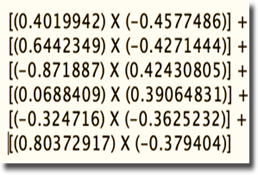 [(0.4019942) X (-0.4577486)] +
[(0.6442349) X (-0.4271444)] +
[(-0.871887) X (0.42430805)] +
[(0.0688409) X (0.39064831)] +
[(-0.324716) X (-0.3625232)] +
[(0.80372917) X (-0.379404)]